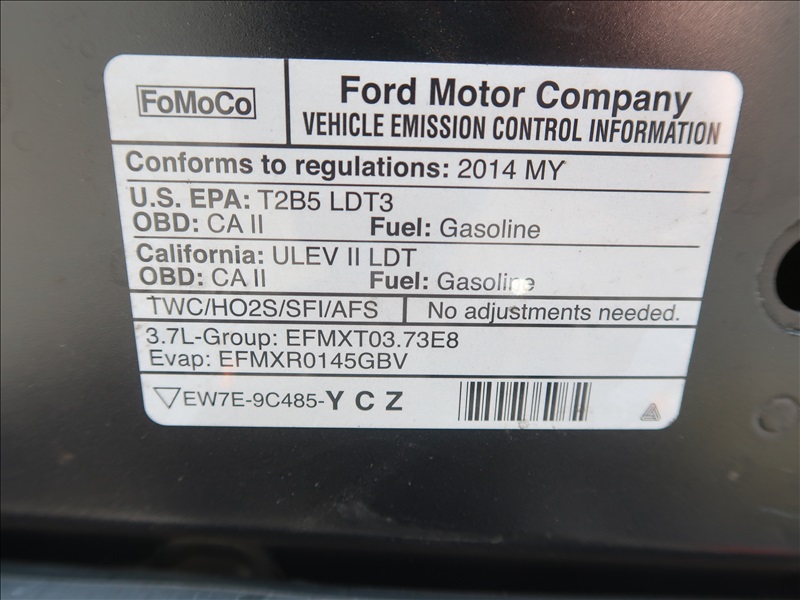 FoMoCo
Ford Motor Company
VEHICLE EMISSION CONTROL INFORMATION
Conforms to regulations: 2014 MY
U.S. EPA: T2B5 LDT3
OBD: CA II Fuel: Gasoline
California: ULEV II LDT
OBD: CA II Fuel: Gasoline
TWC/HO2S/SFI/AFS No adjustments needed.
3.7L-Group: EFMXT03.73E8
Evap: EFMXR0145GBV
EW7E-9C485-Y C Z